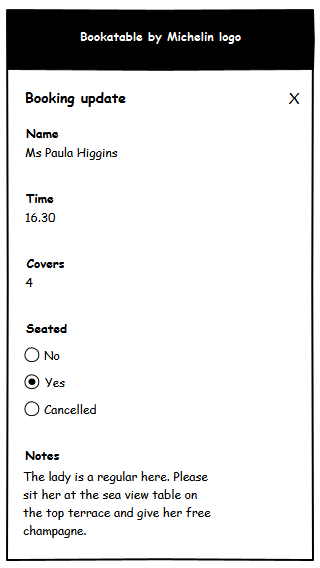 Bookatable by Michelin logo
Booking update X
Name
Ms Paula Higgins
Time
16.30
Covers
4
Seated
No
Yes
Cancelled
Notes
The lady is a regular here. Please
sit her at the sea view table on
the top terrace and give her free
champagne.